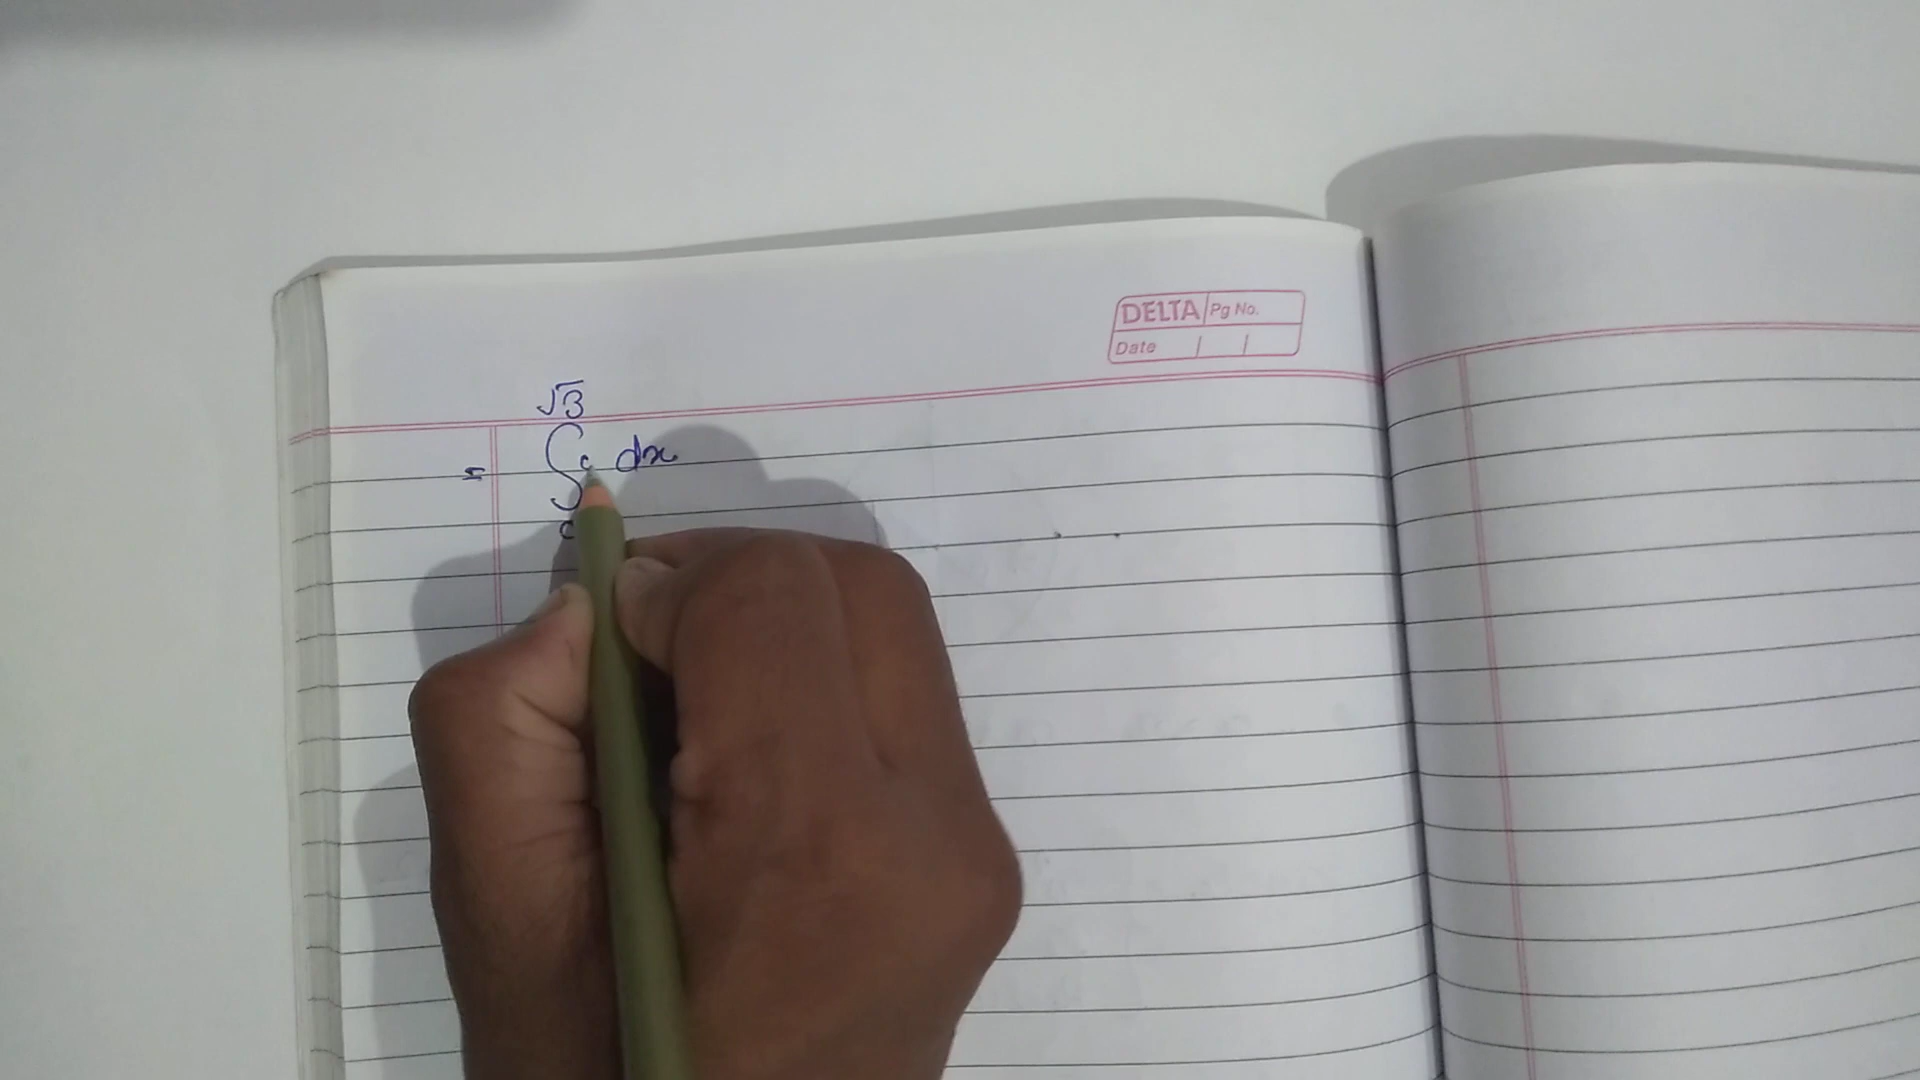 DELTA Pg No.
Date
√3
= ∫ dx